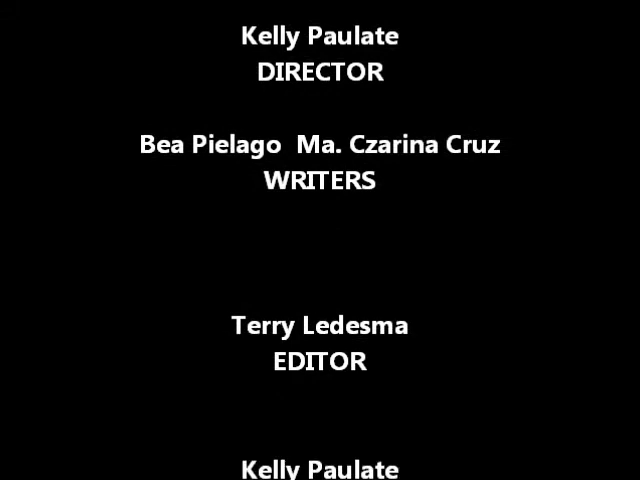 Kelly Paulate
DIRECTOR
Bea Pielago  Ma. Czarina Cruz
WRITERS
Terry Ledesma
EDITOR
Kelly Paulate